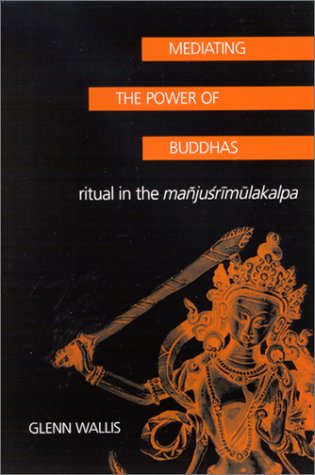 MEDIATING
THE POWER OF
BUDDHAS
ritual in the mañjuśrīmūlakalpa
GLENN WALLIS